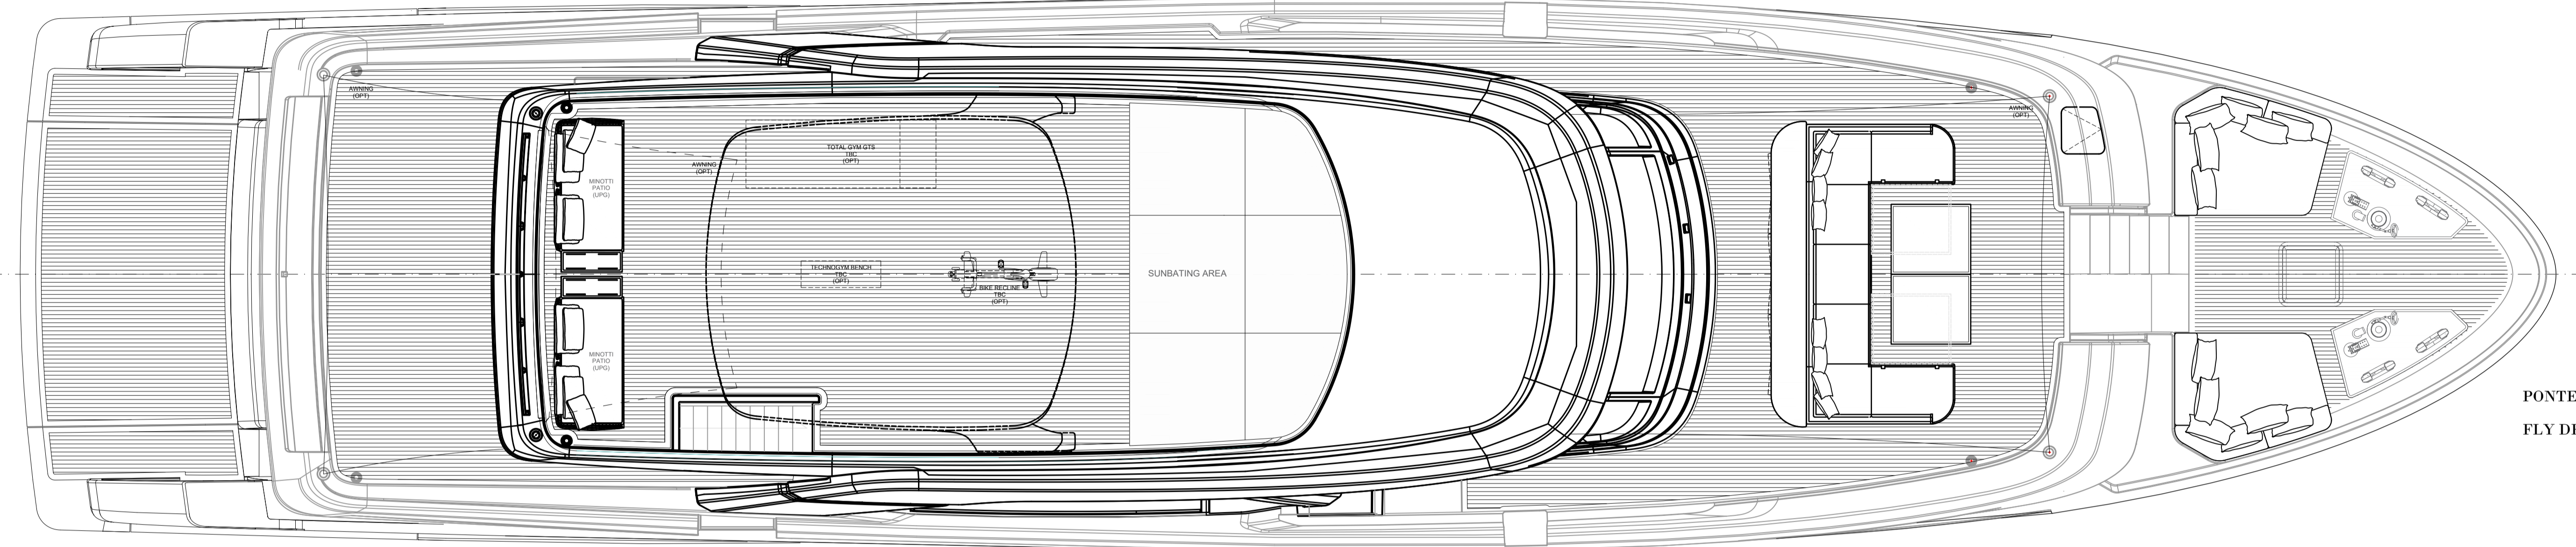 AWNING
(OPT)
TOTAL GYM GTS
TBC
(OPT)
AWNING
(OPT)
MINOTTI
PATIO
(UPG)
TECHNOGYM BENCH
TBC
(OPT)
BIKE RECLINE
TBC
(OPT)
SUNBATING AREA
MINOTTI
PATIO
(UPG)
AWNING
(OPT)
PONTE
FLY DE